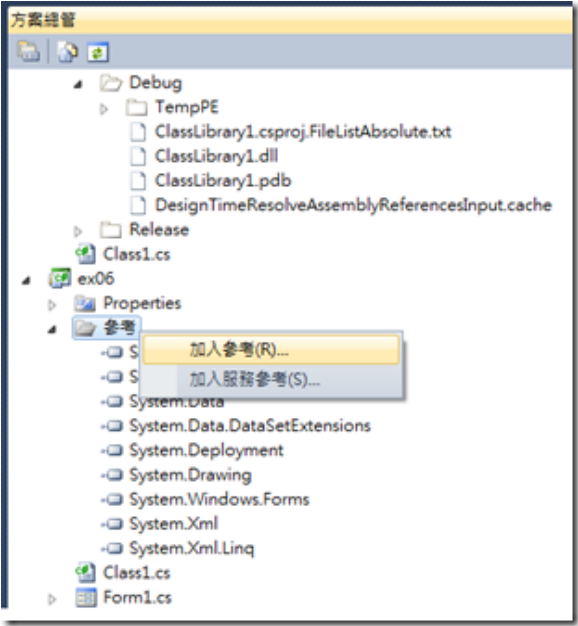 方案總管
Debug
TempPE
ClassLibrary1.csproj.FileListAbsolute.txt
ClassLibrary1.dll
ClassLibrary1.pdb
DesignTimeResolveAssemblyReferencesInput.cache
Release
Class1.cs
ex06
Properties
參考
加入參考(R)...
加入服務參考(S)...
System.Data
System.Data.DataSetExtensions
System.Deployment
System.Drawing
System.Windows.Forms
System.Xml
System.Xml.Linq
Class1.cs
Form1.cs